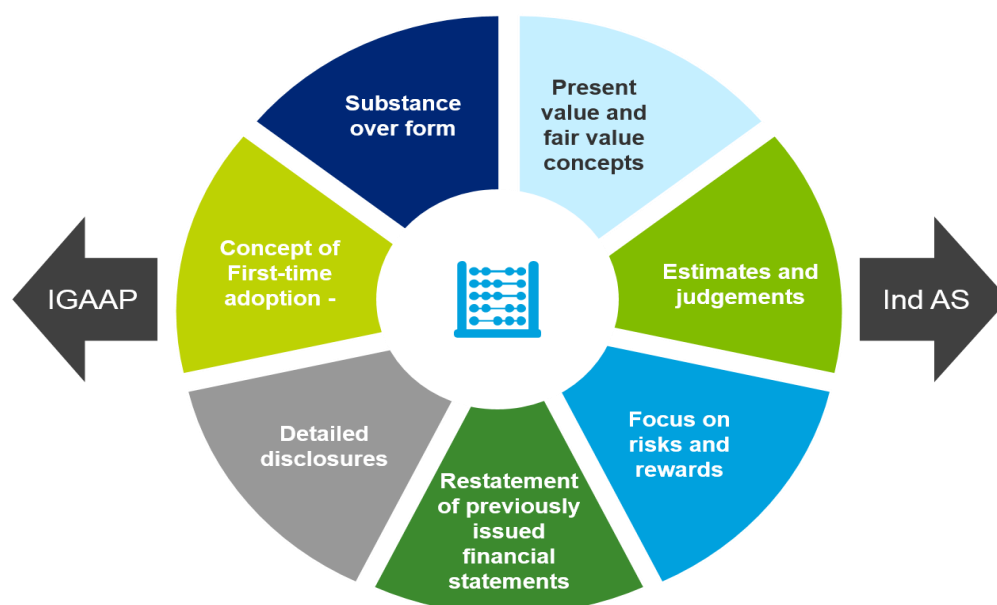 Substance
over form
Present
value and
fair value
concepts
Estimates and
judgements
Focus on
risks and
rewards
Restatement
of previously
issued
financial
statements
Detailed
disclosures
Concept of
First-time
adoption -
IGAAP
Ind AS